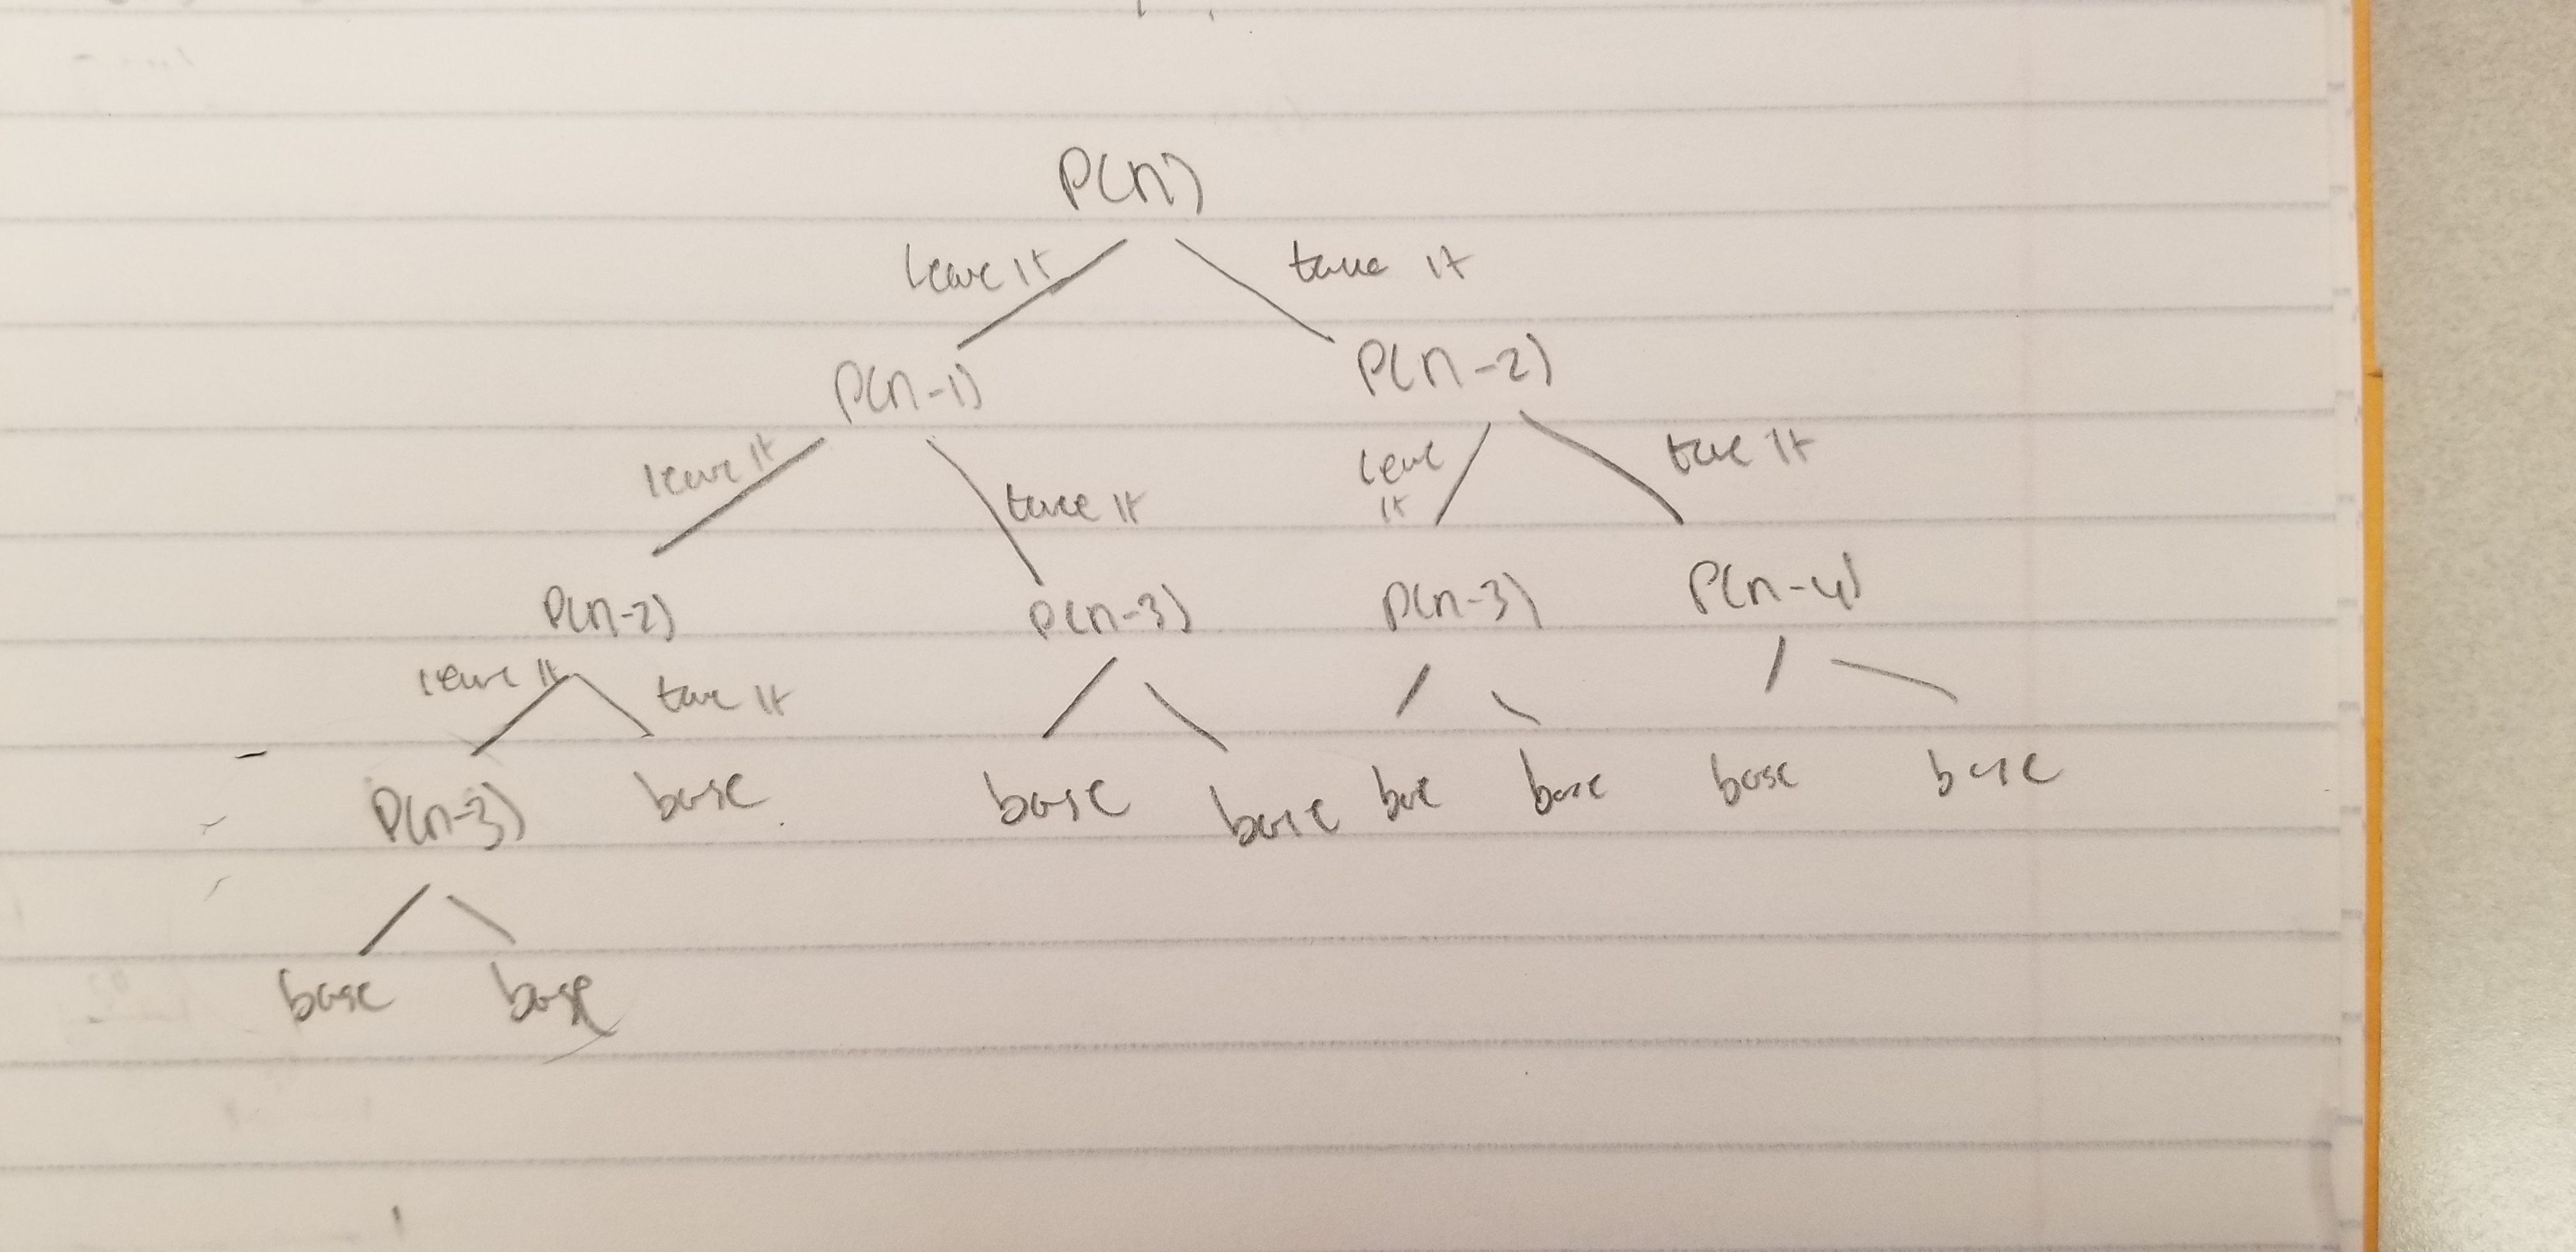 P(n)
leave it take it
P(n-1) P(n-2)
leave it take it leave it take it
P(n-2) P(n-3) P(n-3) P(n-4)
leave it take it
P(n-3) base base base base base base base
base base